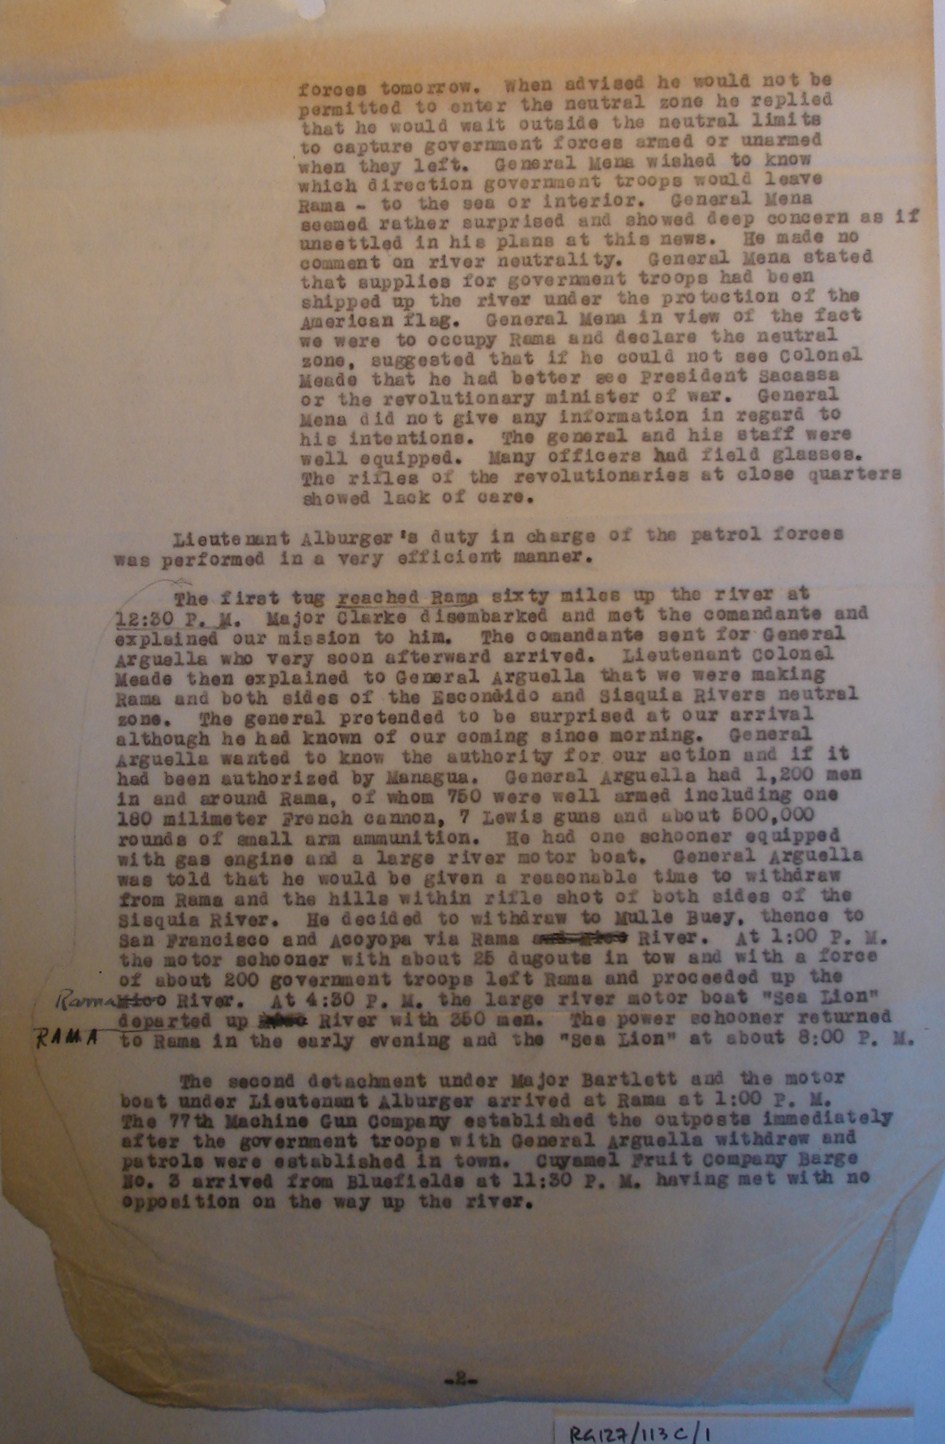 forces tomorrow. When advised he would not be
permitted to enter the neutral zone he replied
that he would wait outside the neutral limits
to capture government forces armed or unarmed
when they left. General Mena wished to know
which direction government troops would leave
Rama - to the sea or interior. General Mena
seemed rather surprised and showed deep concern as if
unsettled in his plans at this news. He made no
comment on river neutrality. General Mena stated
that supplies for government troops had been
shipped up the river under the protection of the
American flag. General Mena in view of the fact
we were to occupy Rama and declare the neutral
zone, suggested that if he could not see Colonel
Meade that he had better see President Sacassa
or the revolutionary minister of war. General
Mena did not give any information in regard to
his intentions. The general and his staff were
well equipped. Many officers had field glasses.
The rifles of the revolutionaries at close quarters
showed lack of care.
Lieutenant Alburger's duty in charge of the patrol forces
was performed in a very efficient manner.
The first tug reached Rama sixty miles up the river at
12:30 P. M. Major Clarke disembarked and met the comandante and
explained our mission to him. The comandante sent for General
Arguella who very soon afterward arrived. Lieutenant Colonel
Meade then explained to General Arguella that we were making
Rama and both sides of the Escondido and Sisquia Rivers neutral
zone. The general pretended to be surprised at our arrival
although he had known of our coming since morning. General
Arguella wanted to know the authority for our action and if it
had been authorized by Managua. General Arguella had 1,200 men
in and around Rama, of whom 750 were well armed including one
180 milimeter French cannon, 7 Lewis guns and about 500,000
rounds of small arm ammunition. He had one schooner equipped
with gas engine and a large river motor boat. General Arguella
was told that he would be given a reasonable time to withdraw
from Rama and the hills within rifle shot of both sides of the
Sisquia River. He decided to withdraw to Mulle Buey, thence to
San Francisco and Acoyopa via Rama and Mico River. At 1:00 P. M.
the motor schooner with about 25 dugouts in tow and with a force
of about 200 government troops left Rama and proceeded up the
Rama Mico River. At 4:30 P. M. the large river motor boat "Sea Lion"
departed up River with 350 men. The power schooner returned
RAMA to Rama in the early evening and the "Sea Lion" at about 8:00 P. M.
The second detachment under Major Bartlett and the motor
boat under Lieutenant Alburger arrived at Rama at 1:00 P. M.
The 77th Machine Gun Company established the outposts immediately
after the government troops with General Arguella withdrew and
patrols were established in town. Cuyamel Fruit Company Barge
No. 3 arrived from Bluefields at 11:30 P. M. having met with no
opposition on the way up the river.
-2-
RG127/113C/1